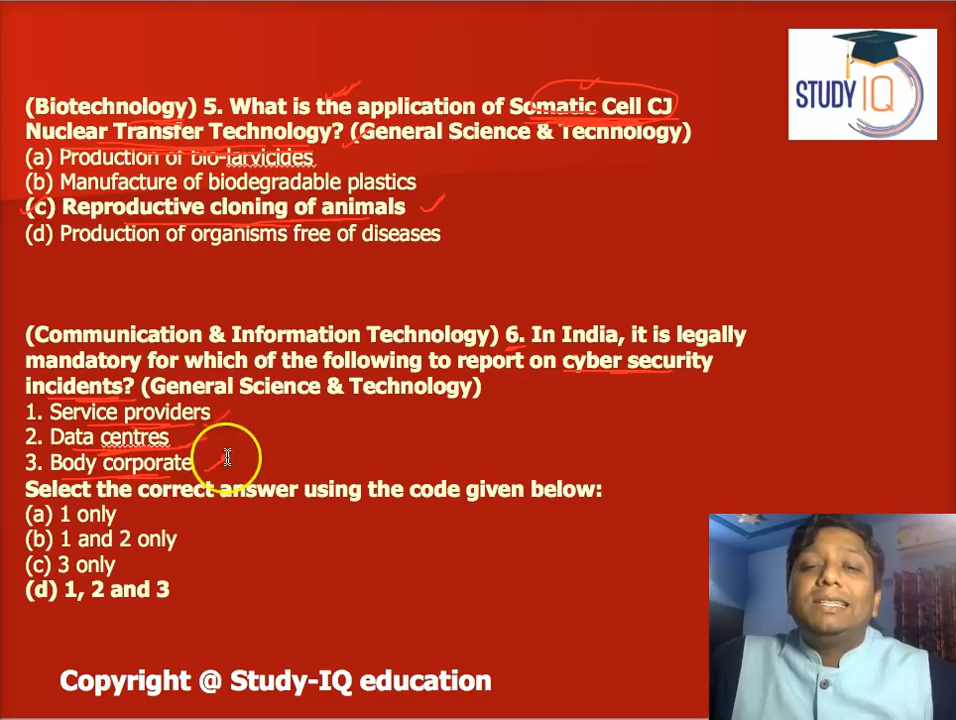 STUDY IQ
(Biotechnology) 5. What is the application of Somatic Cell CJ
Nuclear Transfer Technology? (General Science & Technology)
(a) Production of bio-larvicides
(b) Manufacture of biodegradable plastics
(c) Reproductive cloning of animals
(d) Production of organisms free of diseases
(Communication & Information Technology) 6. In India, it is legally
mandatory for which of the following to report on cyber security
incidents? (General Science & Technology)
1. Service providers
2. Data centres
3. Body corporate
Select the correct answer using the code given below:
(a) 1 only
(b) 1 and 2 only
(c) 3 only
(d) 1, 2 and 3
Copyright @ Study-IQ education